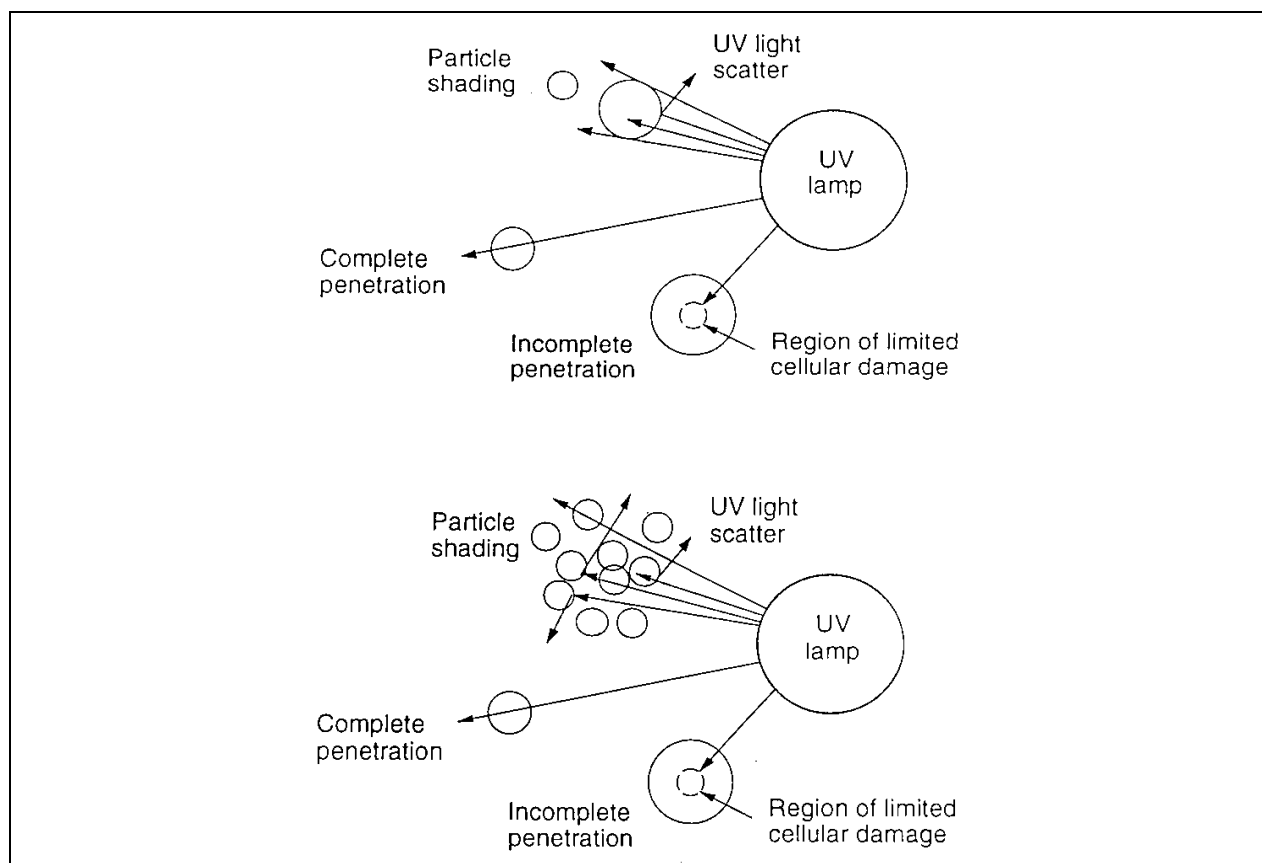 Particle
shading
UV light
scatter
UV
lamp
Complete
penetration
Incomplete
penetration
Region of limited
cellular damage
Particle
shading
UV light
scatter
UV
lamp
Complete
penetration
Incomplete
penetration
Region of limited
cellular damage